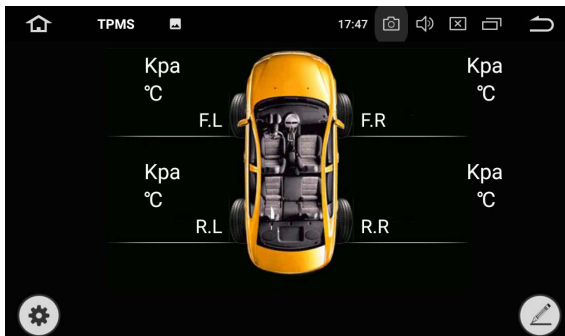 TPMS 17:47
Kpa Kpa
℃ ℃
F.L F.R
Kpa Kpa
℃ ℃
R.L R.R